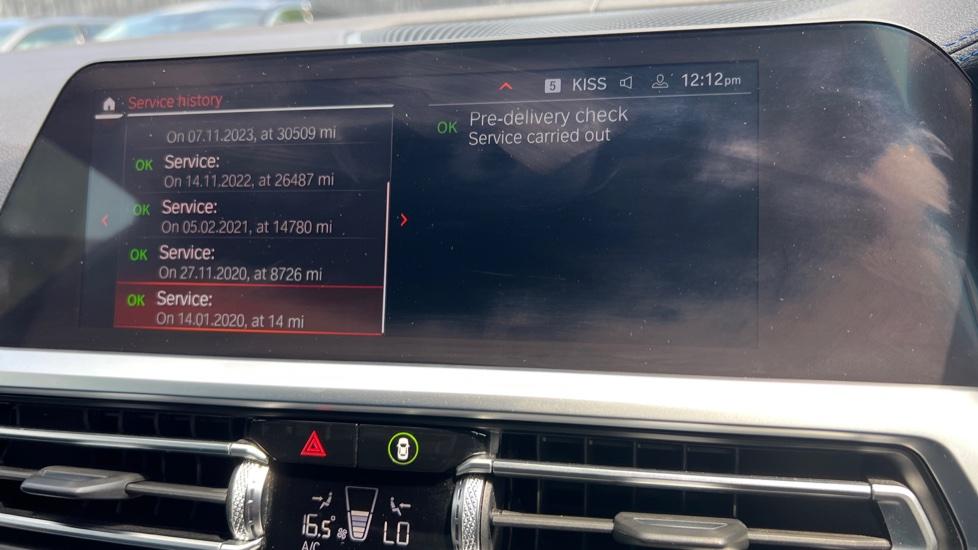 Service history
5 KISS 12:12pm
On 07.11.2023, at 30509 mi
OK Service:
On 14.11.2022, at 26487 mi
OK Service:
On 05.02.2021, at 14780 mi
OK Service:
On 27.11.2020, at 8726 mi
OK Service:
On 14.01.2020, at 14 mi
OK Pre-delivery check
Service carried out
16.5° LO
A/C